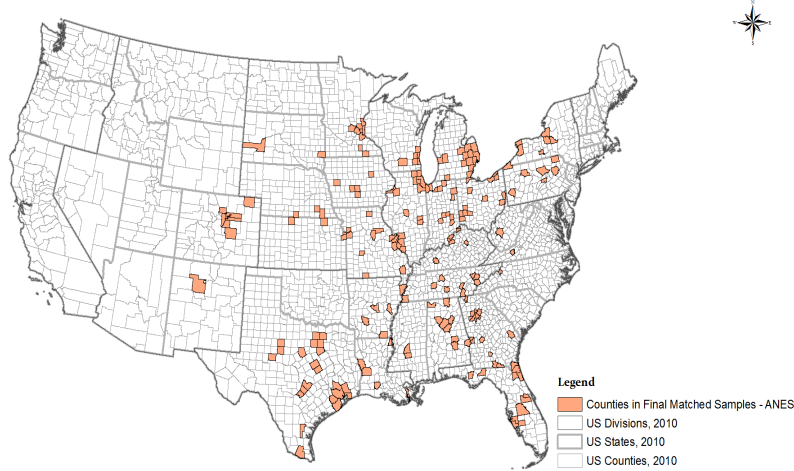 N
W
E
S
Legend
Counties in Final Matched Samples - ANES
US Divisions, 2010
US States, 2010
US Counties, 2010